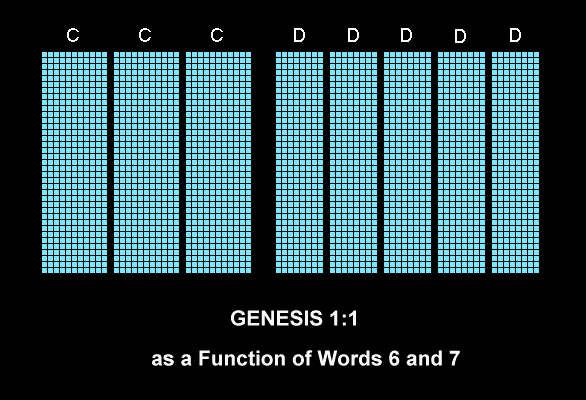 C C C D D D D D
GENESIS 1:1
as a Function of Words 6 and 7